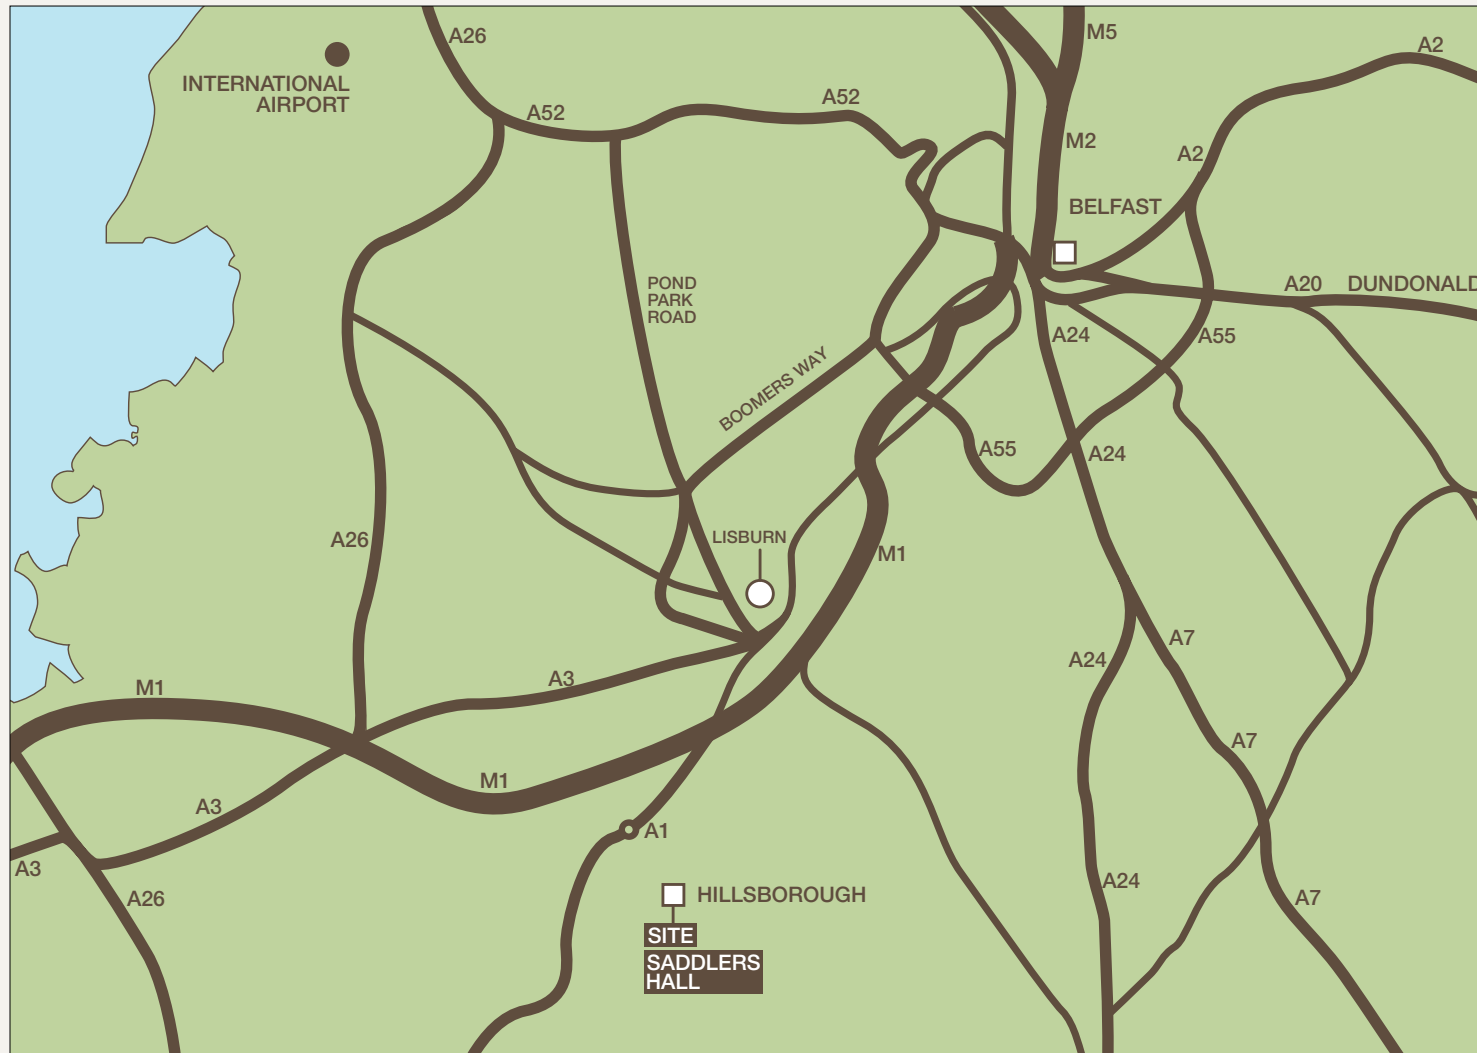 A26
M5
A2
INTERNATIONAL
AIRPORT
A52
A52
M2
A2
BELFAST
POND
PARK
ROAD
A20
DUNDONALD
A24
A55
BOOMERS WAY
A55
A24
A26
LISBURN
M1
A24
A7
A3
M1
A7
M1
A3
A1
A3
A26
HILLSBOROUGH
A24
A7
SITE
SADDLERS
HALL